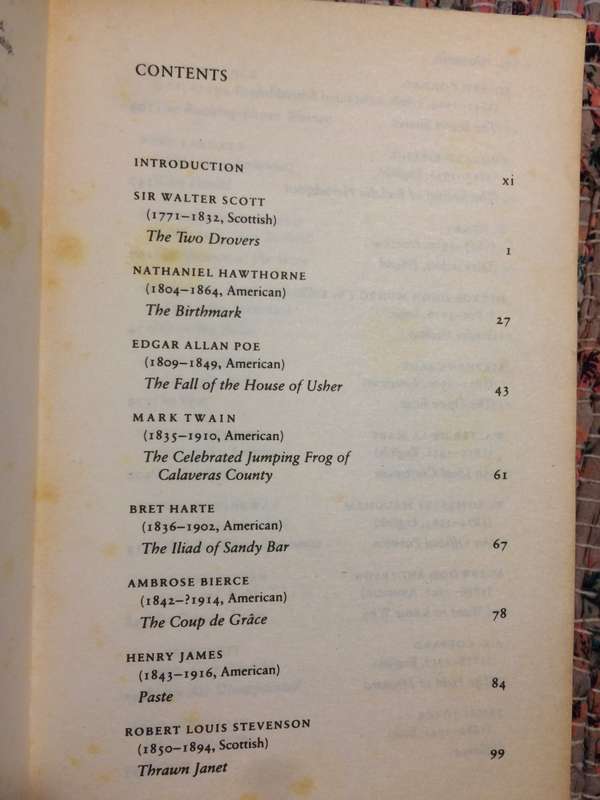 CONTENTS
INTRODUCTION xi
SIR WALTER SCOTT
(1771–1832, Scottish)
The Two Drovers 1
NATHANIEL HAWTHORNE
(1804–1864, American)
The Birthmark 27
EDGAR ALLAN POE
(1809–1849, American)
The Fall of the House of Usher 43
MARK TWAIN
(1835–1910, American)
The Celebrated Jumping Frog of
Calaveras County 61
BRET HARTE
(1836–1902, American)
The Iliad of Sandy Bar 67
AMBROSE BIERCE
(1842–?1914, American)
The Coup de Grâce 78
HENRY JAMES
(1843–1916, American)
Paste 84
ROBERT LOUIS STEVENSON
(1850–1894, Scottish)
Thrawn Janet 99